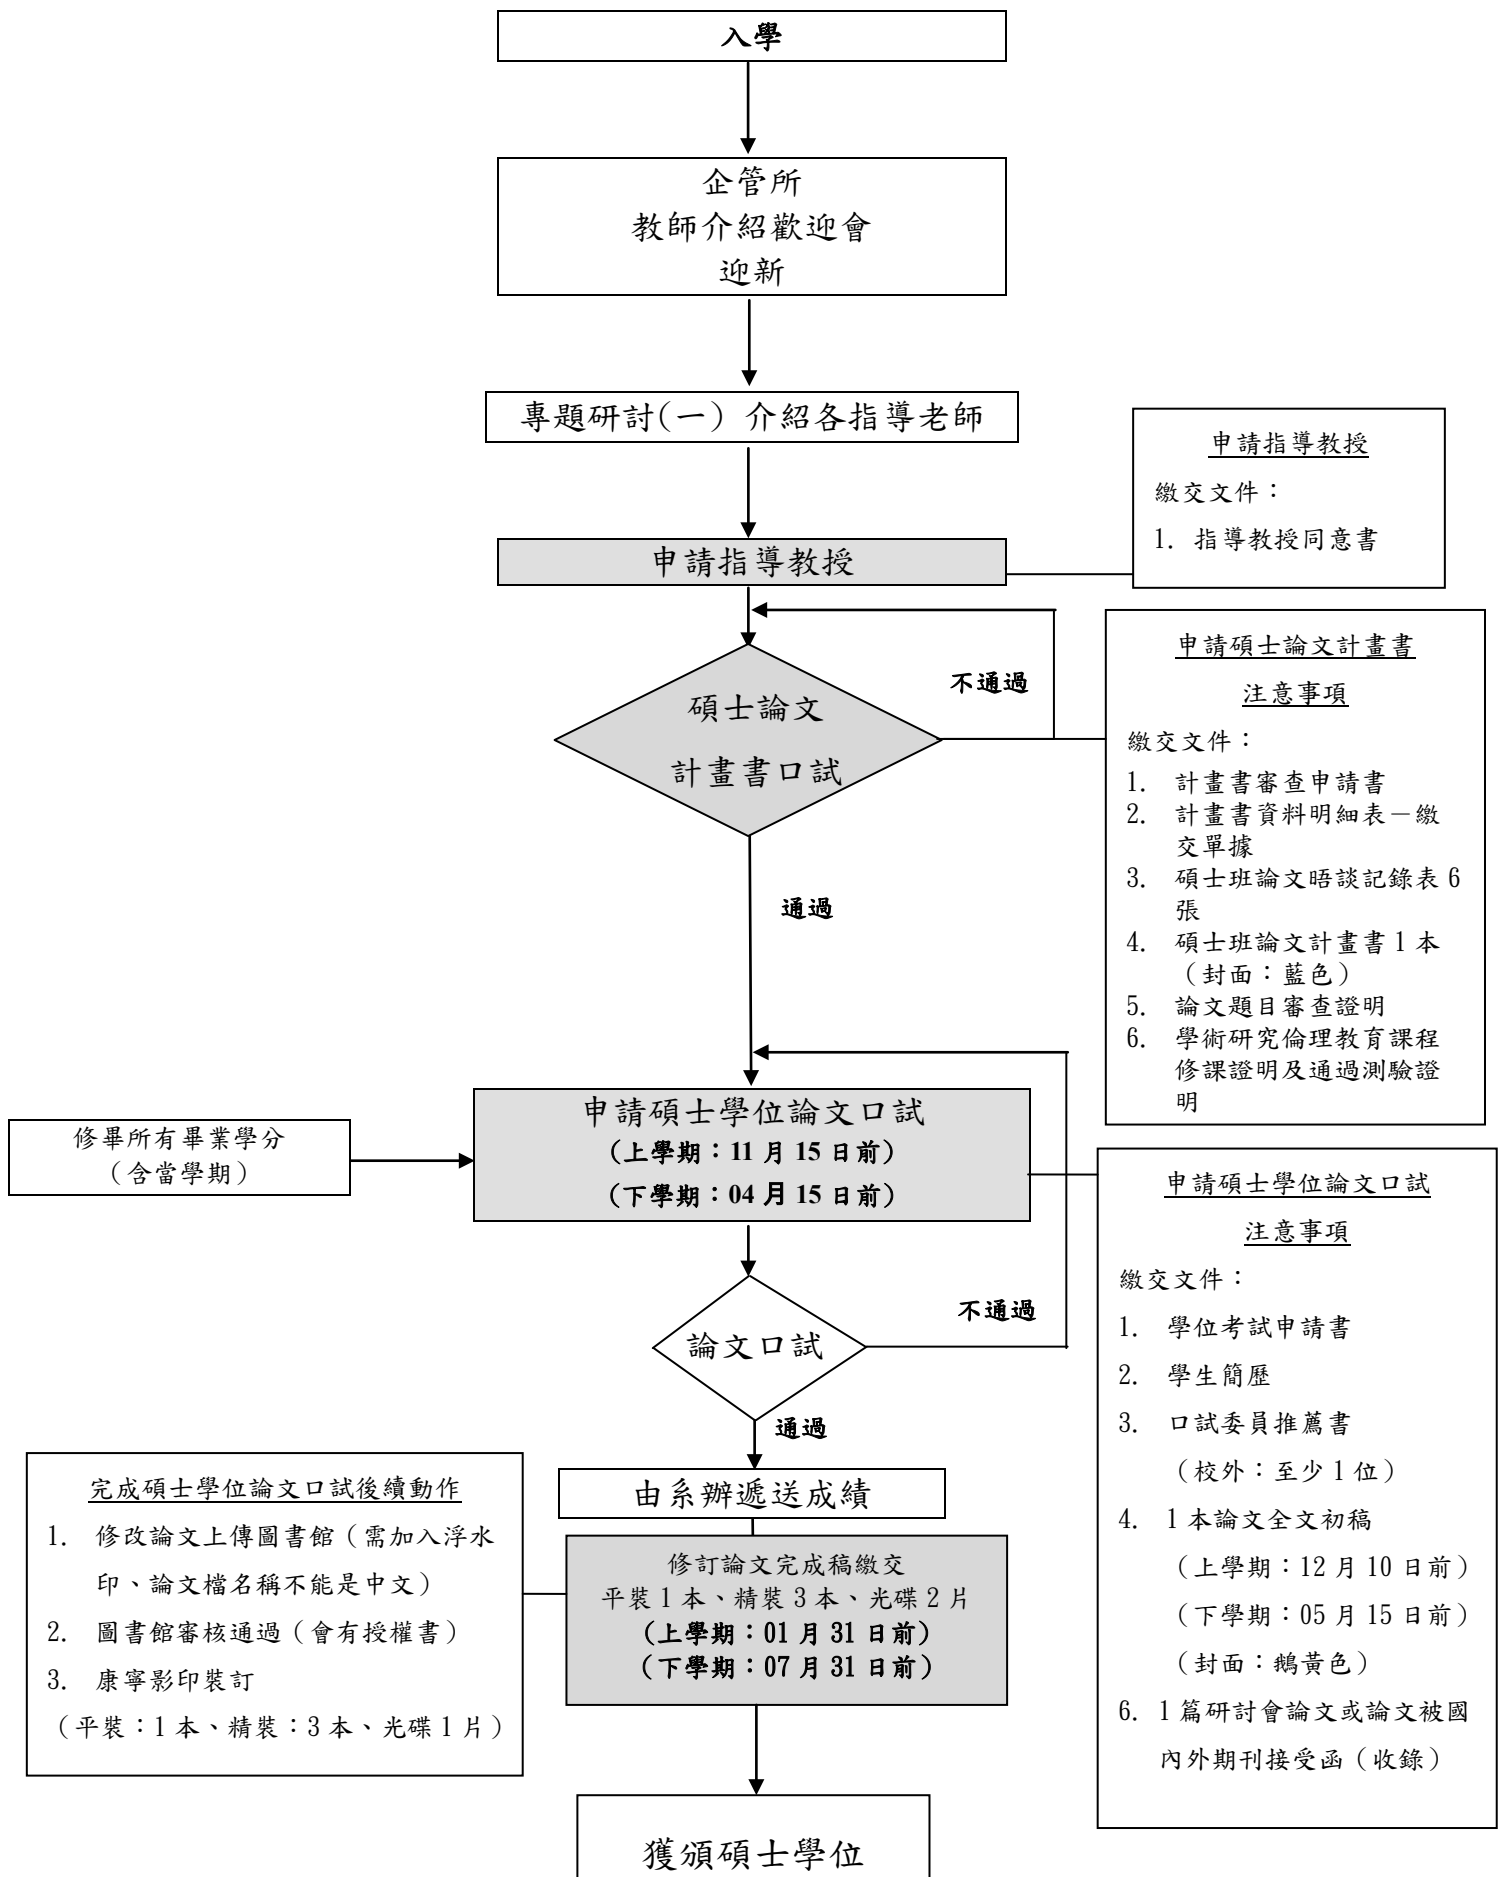 入學
企管所
教師介紹歡迎會
迎新
專題研討(一) 介紹各指導老師
申請指導教授
申請指導教授
繳交文件：
1. 指導教授同意書
碩士論文
計畫書口試
不通過
通過
申請碩士論文計畫書
注意事項
繳交文件：
1. 計畫書審查申請書
2. 計畫書資料明細表－繳
交單據
3. 碩士班論文晤談記錄表 6
張
4. 碩士班論文計畫書 1 本
（封面：藍色）
5. 論文題目審查證明
6. 學術研究倫理教育課程
修課證明及通過測驗證
明
修畢所有畢業學分
（含當學期）
申請碩士學位論文口試
（上學期：11 月 15 日前）
（下學期：04 月 15 日前）
申請碩士學位論文口試
注意事項
繳交文件：
1. 學位考試申請書
2. 學生簡歷
3. 口試委員推薦書
（校外：至少 1 位）
4. 1 本論文全文初稿
（上學期：12 月 10 日前）
（下學期：05 月 15 日前）
（封面：鵝黃色）
6. 1 篇研討會論文或論文被國
內外期刊接受函（收錄）
論文口試
不通過
通過
由系辦遞送成績
修訂論文完成稿繳交
平裝 1 本、精裝 3 本、光碟 2 片
（上學期：01 月 31 日前）
（下學期：07 月 31 日前）
完成碩士學位論文口試後續動作
1. 修改論文上傳圖書館（需加入浮水
印、論文檔名稱不能是中文）
2. 圖書館審核通過（會有授權書）
3. 康寧影印裝訂
（平裝：1 本、精裝：3 本、光碟 1 片）
獲頒碩士學位